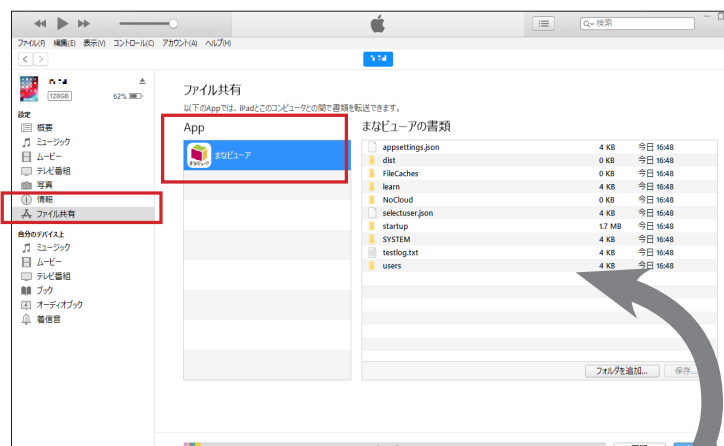 検索
ファイル(F) 編集(E) 表示(V) コントロール(C) アカウント(A) ヘルプ(H)
128GB
62%
設定
概要
ミュージック
ムービー
テレビ番組
写真
情報
ファイル共有
自分のデバイス上
ミュージック
ムービー
テレビ番組
ブック
オーディオブック
着信音
ファイル共有
以下のAppでは、iPadとこのコンピュータとの間で書類を転送できます。
App
まなビューア
まなビューアの書類
appsettings.json 4 KB 今日 16:48
dist 0 KB 今日 16:48
FileCaches 0 KB 今日 16:48
learn 4 KB 今日 16:48
NoCloud 0 KB 今日 16:48
selectuser.json 4 KB 今日 16:48
startup 1.7 MB 今日 16:48
SYSTEM 4 KB 今日 16:48
testlog.txt 4 KB 今日 16:48
users 4 KB 今日 16:48
フォルダを追加... 保存...